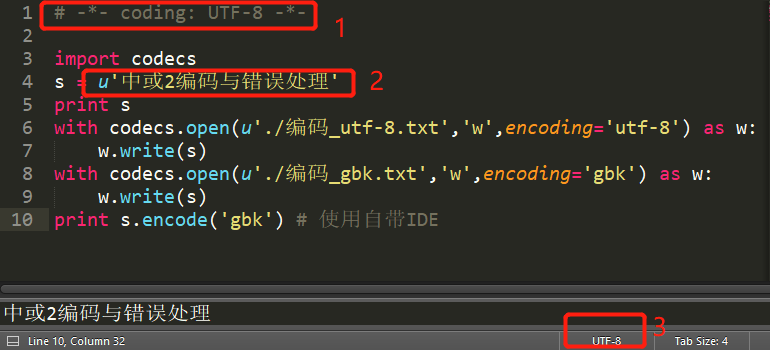 1 # -*- coding: UTF-8 -*- 1
2
3 import codecs
4 s = u'中或2编码与错误处理' 2
5 print s
6 with codecs.open(u'./编码_utf-8.txt','w',encoding='utf-8') as w:
7 w.write(s)
8 with codecs.open(u'./编码_gbk.txt','w',encoding='gbk') as w:
9 w.write(s)
10 print s.encode('gbk') # 使用自带IDE
中或2编码与错误处理
Line 10, Column 32 UTF-8 3 Tab Size: 4